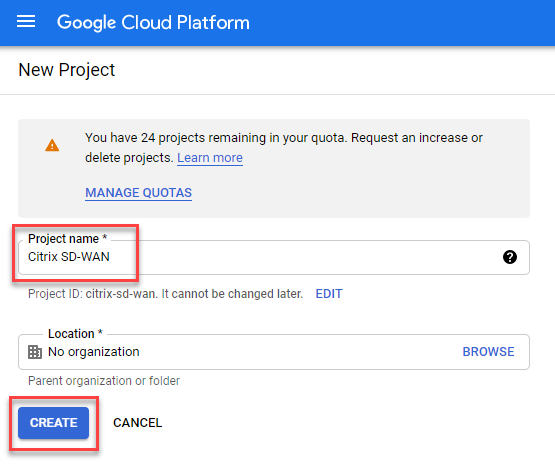 Google Cloud Platform
New Project
You have 24 projects remaining in your quota. Request an increase or
delete projects. Learn more
MANAGE QUOTAS
Project name *
Citrix SD-WAN
Project ID: citrix-sd-wan. It cannot be changed later. EDIT
Location *
No organization BROWSE
Parent organization or folder
CREATE CANCEL